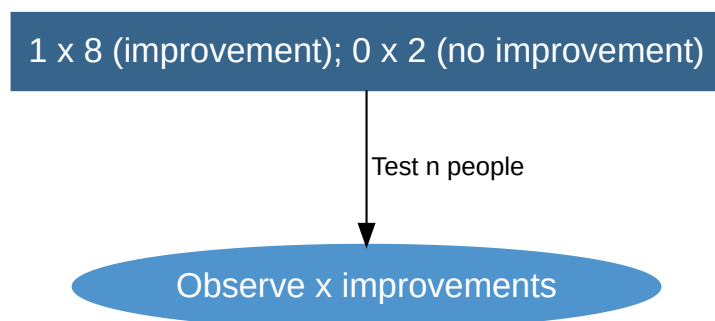 1 x 8 (improvement); 0 x 2 (no improvement)
Test n people
Observe x improvements